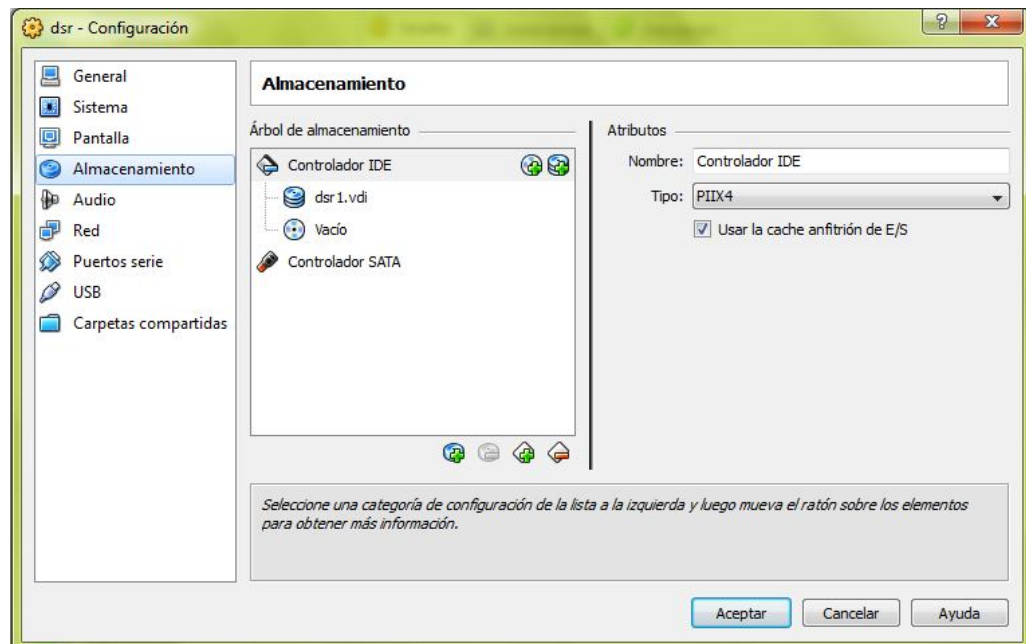 dsr - Configuración
General
Sistema
Pantalla
Almacenamiento
Audio
Red
Puertos serie
USB
Carpetas compartidas
Almacenamiento
Árbol de almacenamiento
Controlador IDE
dsr1.vdi
Vacío
Controlador SATA
Atributos
Nombre: Controlador IDE
Tipo: PIIX4
Usar la cache anfitrión de E/S
Seleccione una categoría de configuración de la lista a la izquierda y luego mueva el ratón sobre los elementos
para obtener más información.
Aceptar Cancelar Ayuda